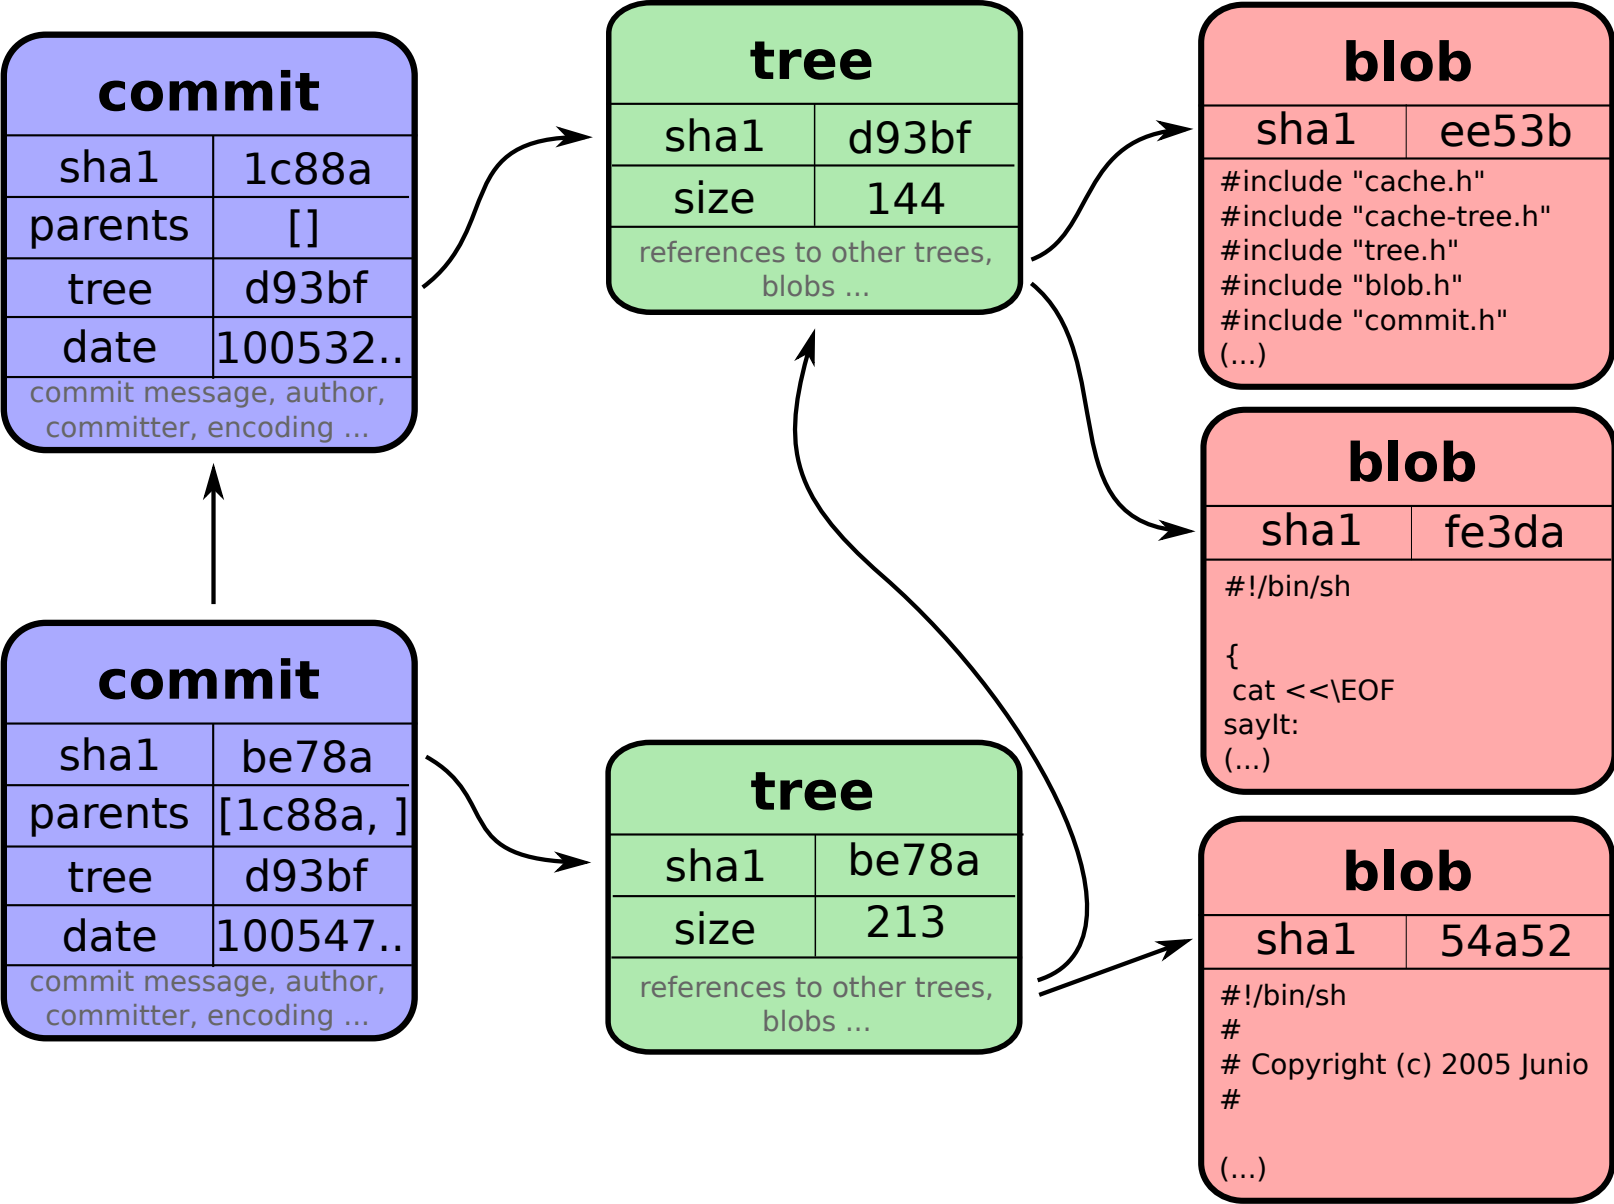 commit
sha1 1c88a
parents []
tree d93bf
date 100532..
commit message, author,
committer, encoding ...
commit
sha1 be78a
parents [1c88a, ]
tree d93bf
date 100547..
commit message, author,
committer, encoding ...
tree
sha1 d93bf
size 144
references to other trees,
blobs ...
tree
sha1 be78a
size 213
references to other trees,
blobs ...
blob
sha1 ee53b
#include "cache.h"
#include "cache-tree.h"
#include "tree.h"
#include "blob.h"
#include "commit.h"
(...)
blob
sha1 fe3da
#!/bin/sh
{
cat <<\EOF
sayIt:
(...)
blob
sha1 54a52
#!/bin/sh
#
# Copyright (c) 2005 Junio
#
(...)